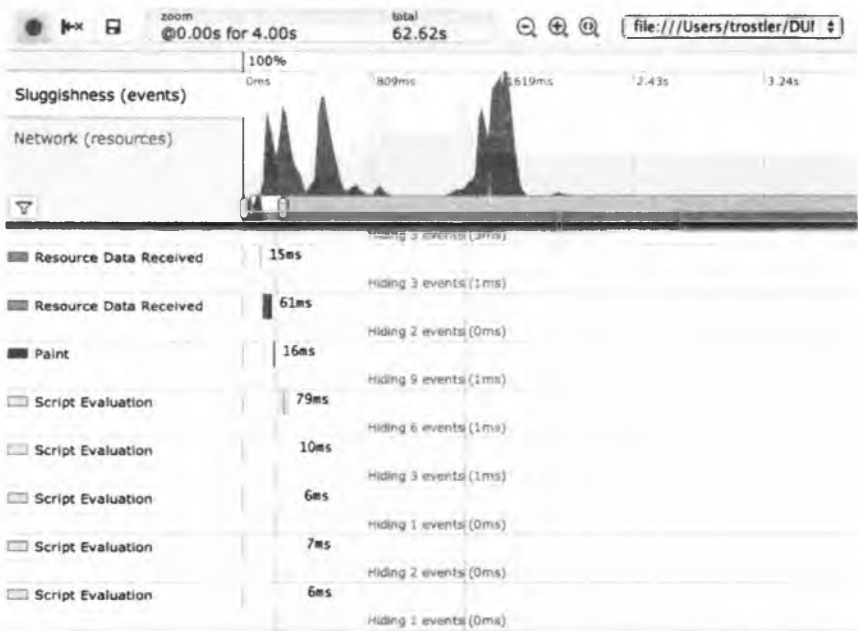 zoom
@0.00s for 4.00s
total
62.62s
file:///Users/trostler/DUI
100%
0ms 809ms 1619ms 2.43s 3.24s
Sluggishness (events)
Network (resources)
Resource Data Received 15ms
Hiding 3 events (1ms)
Resource Data Received 61ms
Hiding 2 events (0ms)
Paint 16ms
Hiding 9 events (1ms)
Script Evaluation 79ms
Hiding 6 events (1ms)
Script Evaluation 10ms
Hiding 3 events (1ms)
Script Evaluation 6ms
Hiding 1 events (0ms)
Script Evaluation 7ms
Hiding 2 events (0ms)
Script Evaluation 6ms
Hiding 1 events (0ms)